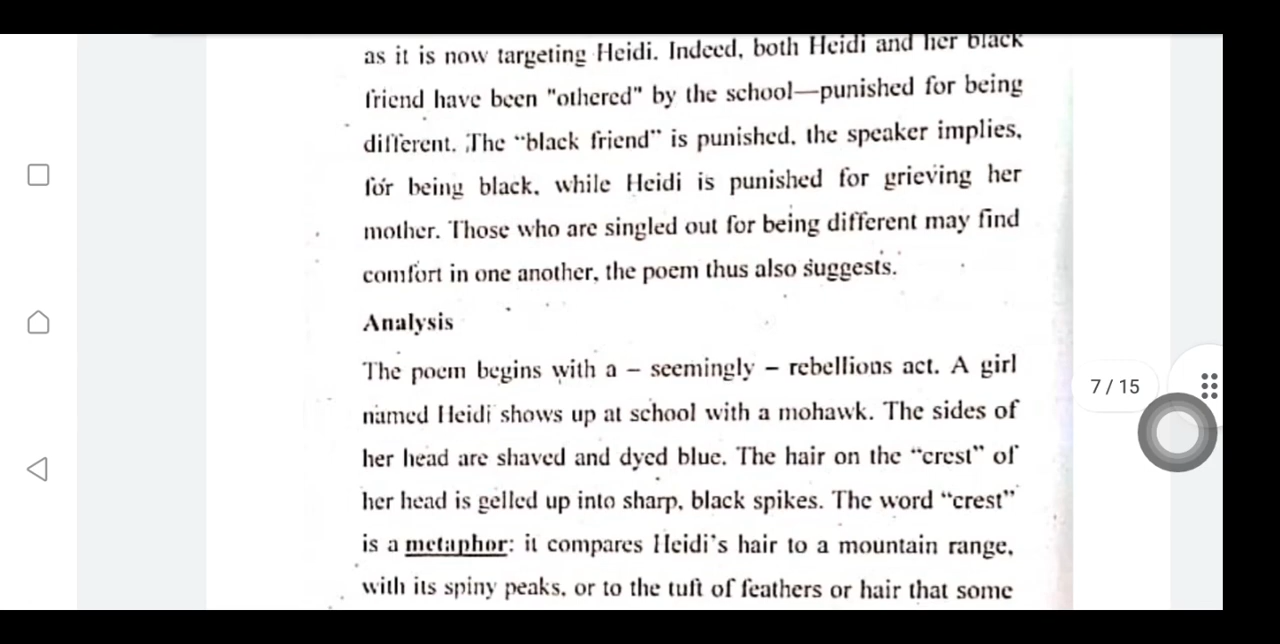 as it is now targeting Heidi. Indeed, both Heidi and her black
friend have been "othered" by the school—punished for being
different. The “black friend” is punished, the speaker implies,
for being black, while Heidi is punished for grieving her
mother. Those who are singled out for being different may find
comfort in one another, the poem thus also suggests.
Analysis
The poem begins with a – seemingly – rebellious act. A girl
named Heidi shows up at school with a mohawk. The sides of
her head are shaved and dyed blue. The hair on the “crest” of
her head is gelled up into sharp, black spikes. The word “crest”
is a metaphor: it compares Heidi’s hair to a mountain range,
with its spiny peaks, or to the tuft of feathers or hair that some
7 / 15